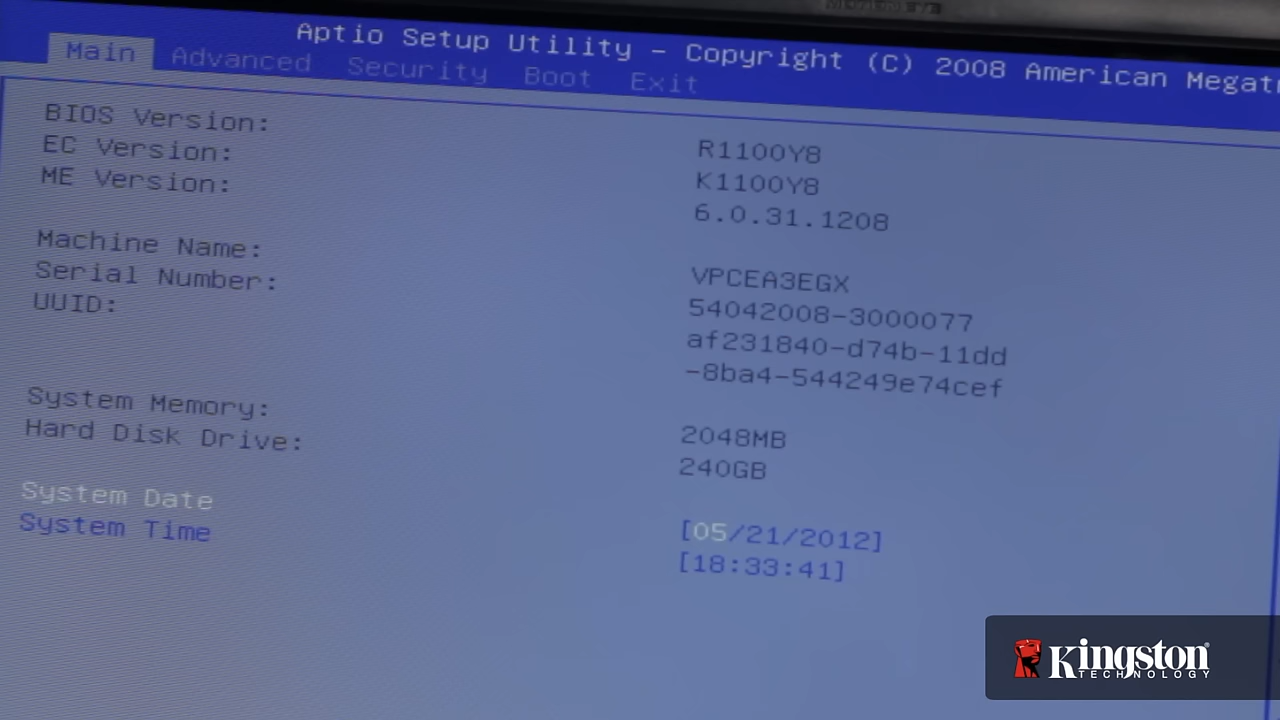 Aptio Setup Utility – Copyright (C) 2008 American Megat
Main Advanced Security Boot Exit
BIOS Version: R1100Y8
EC Version: K1100Y8
ME Version: 6.0.31.1208
Machine Name: VPCEA3EGX
Serial Number: 54042008-3000077
UUID: af231840-d74b-11dd
-8ba4-544249e74cef
System Memory: 2048MB
Hard Disk Drive: 240GB
System Date [05/21/2012]
System Time [18:33:41]
Kingston
TECHNOLOGY